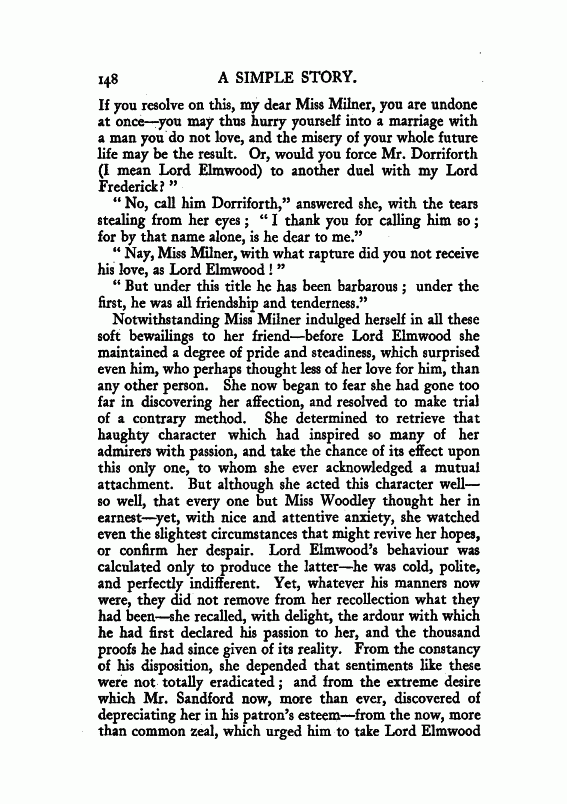 148 A SIMPLE STORY.
If you resolve on this, my dear Miss Milner, you are undone
at once—you may thus hurry yourself into a marriage with
a man you do not love, and the misery of your whole future
life may be the result. Or, would you force Mr. Dorriforth
(I mean Lord Elmwood) to another duel with my Lord
Frederick? ”
“ No, call him Dorriforth,” answered she, with the tears
stealing from her eyes ; “ I thank you for calling him so ;
for by that name alone, is he dear to me.”
“ Nay, Miss Milner, with what rapture did you not receive
his love, as Lord Elmwood ! ”
“ But under this title he has been barbarous ; under the
first, he was all friendship and tenderness.”
Notwithstanding Miss Milner indulged herself in all these
soft bewailings to her friend—before Lord Elmwood she
maintained a degree of pride and steadiness, which surprised
even him, who perhaps thought less of her love for him, than
any other person. She now began to fear she had gone too
far in discovering her affection, and resolved to make trial
of a contrary method. She determined to retrieve that
haughty character which had inspired so many of her
admirers with passion, and take the chance of its effect upon
this only one, to whom she ever acknowledged a mutual
attachment. But although she acted this character well—
so well, that every one but Miss Woodley thought her in
earnest—yet, with nice and attentive anxiety, she watched
even the slightest circumstances that might revive her hopes,
or confirm her despair. Lord Elmwood's behaviour was
calculated only to produce the latter—he was cold, polite,
and perfectly indifferent. Yet, whatever his manners now
were, they did not remove from her recollection what they
had been—she recalled, with delight, the ardour with which
he had first declared his passion to her, and the thousand
proofs he had since given of its reality. From the constancy
of his disposition, she depended that sentiments like these
were not totally eradicated ; and from the extreme desire
which Mr. Sandford now, more than ever, discovered of
depreciating her in his patron's esteem—from the now, more
than common zeal, which urged him to take Lord Elmwood